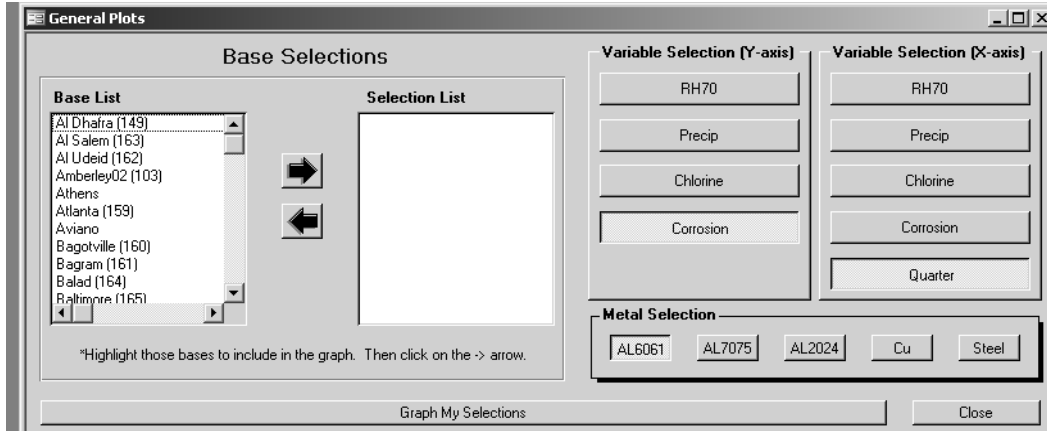 General Plots
Base Selections
Base List
Selection List
Al Dhafra (149)
Al Salem (163)
Al Udeid (162)
Amberley02 (103)
Athens
Atlanta (159)
Aviano
Bagotville (160)
Bagram (161)
Balad (164)
Baltimore (165)
*Highlight those bases to include in the graph. Then click on the -> arrow.
Variable Selection (Y-axis)
RH70
Precip
Chlorine
Corrosion
Variable Selection (X-axis)
RH70
Precip
Chlorine
Corrosion
Quarter
Metal Selection
AL6061 AL7075 AL2024 Cu Steel
Graph My Selections
Close